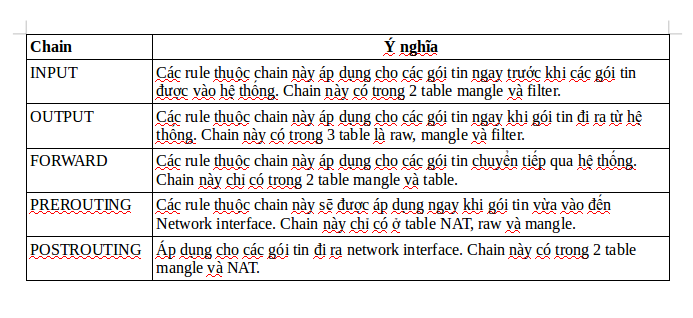 Chain Ý nghĩa
INPUT Các rule thuộc chain này áp dụng cho các gói tin ngay trước khi các gói tin
được vào hệ thống. Chain này có trong 2 table mangle và filter.
OUTPUT Các rule thuộc chain này áp dụng cho các gói tin ngay khi gói tin đi ra từ hệ
thống. Chain này có trong 3 table là raw, mangle và filter.
FORWARD Các rule thuộc chain này áp dụng cho các gói tin chuyển tiếp qua hệ thống.
Chain này chỉ có trong 2 table mangle và table.
PREROUTING Các rule thuộc chain này sẽ được áp dụng ngay khi gói tin vừa vào đến
Network interface. Chain này chỉ có ở table NAT, raw và mangle.
POSTROUTING Áp dụng cho các gói tin đi ra network interface. Chain này có trong 2 table
mangle và NAT.